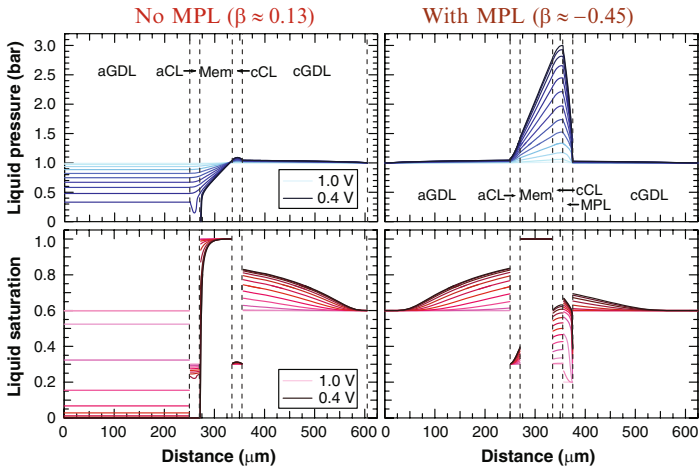 No MPL (β ≈ 0.13)
With MPL (β ≈ −0.45)
Liquid pressure (bar)
3.0
2.5
2.0
1.5
1.0
0.5
0
aGDL aCL Mem cCL cGDL
1.0 V
0.4 V
aGDL aCL Mem cCL cGDL
MPL
Liquid saturation
1.0
0.8
0.6
0.4
0.2
0
1.0 V
0.4 V
0 100 200 300 400 500 600
0 100 200 300 400 500 600
Distance (μm)
Distance (μm)